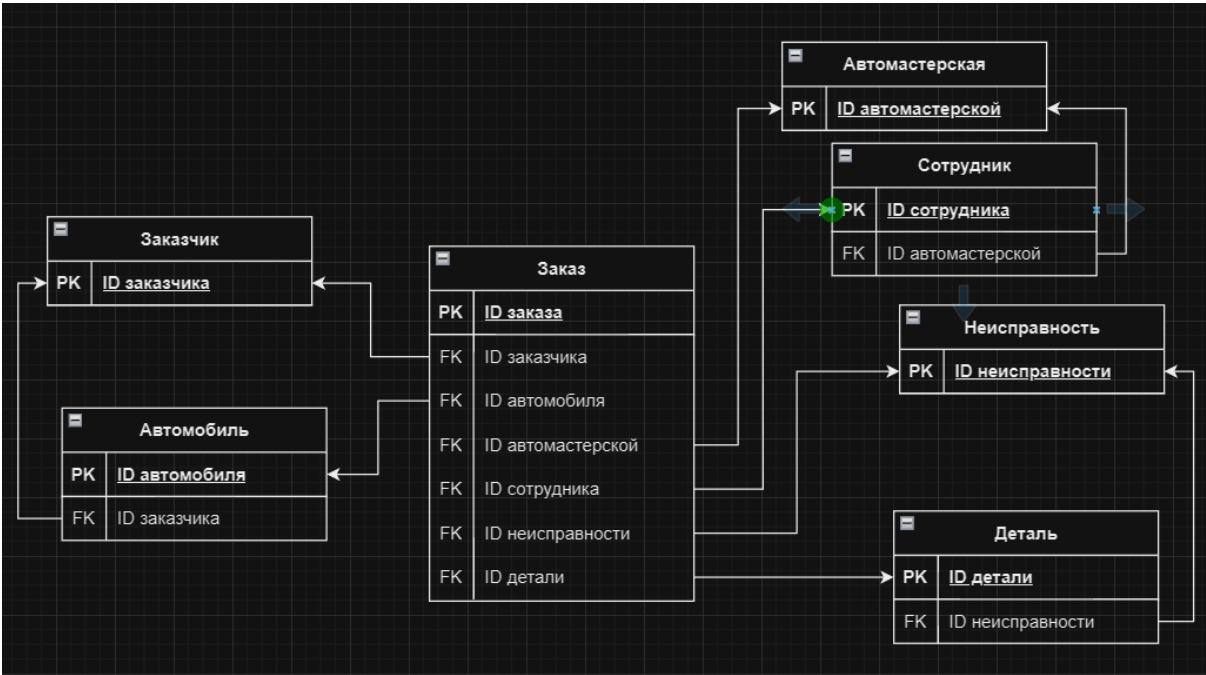 Автомастерская
PK ID автомастерской
Сотрудник
PK ID сотрудника
FK ID автомастерской
Заказчик
PK ID заказчика
Заказ
PK ID заказа
FK ID заказчика
FK ID автомобиля
FK ID автомастерской
FK ID сотрудника
FK ID неисправности
FK ID детали
Неисправность
PK ID неисправности
Автомобиль
PK ID автомобиля
FK ID заказчика
Деталь
PK ID детали
FK ID неисправности